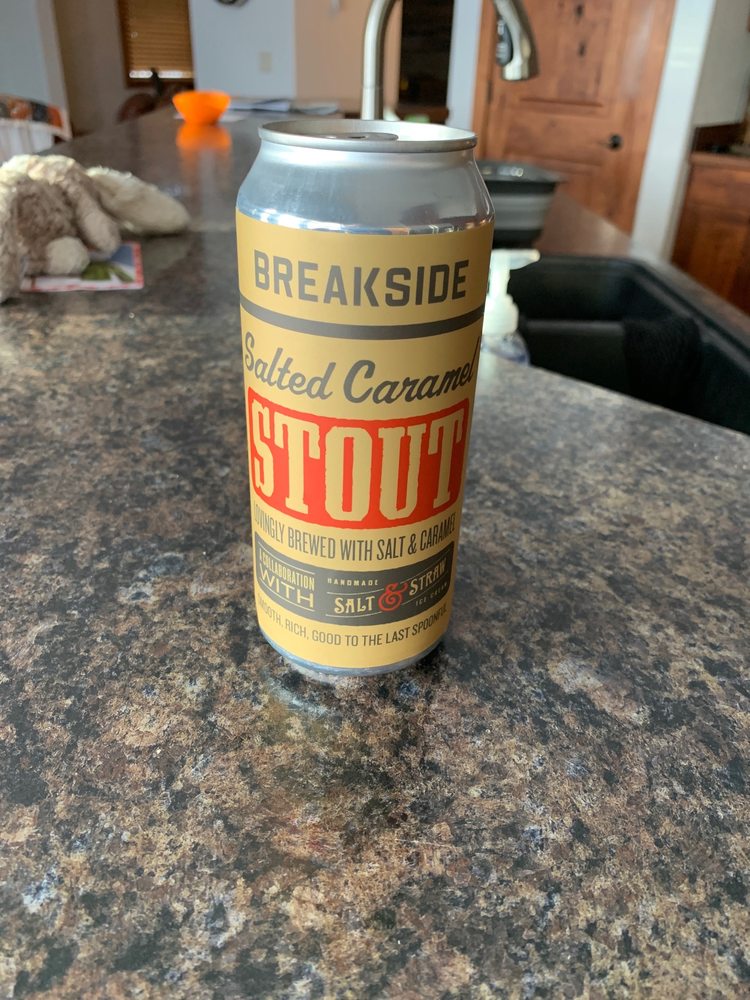 BREAKSIDE
Salted Caramel
STOUT
LOVINGLY BREWED WITH SALT & CARAMEL
A COLLABORATION
WITH
HANDMADE
SALT & STRAW
ICE CREAM
SMOOTH, RICH, GOOD TO THE LAST SPOONFUL